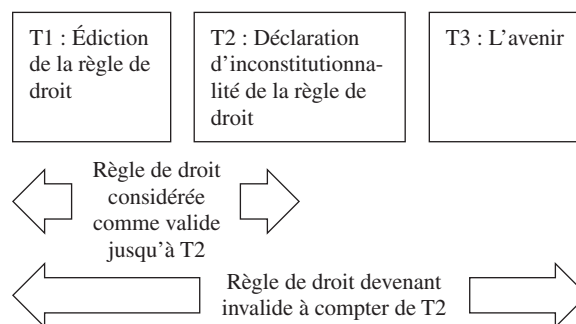 T1 : Édiction
de la règle de
droit
T2 : Déclaration
d’inconstitutionna-
lité de la règle de
droit
T3 : L’avenir
Règle de droit
considérée
comme valide
jusqu’à T2
Règle de droit devenant
invalide à compter de T2